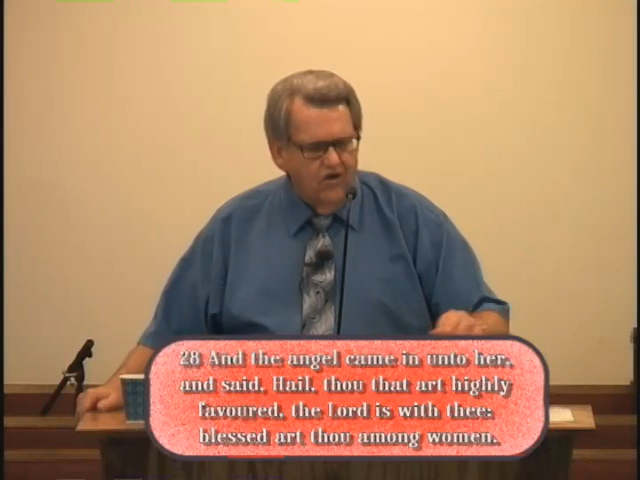 28 And the angel came in unto her,
and said, Hail, thou that art highly
favoured, the Lord is with thee:
blessed art thou among women.